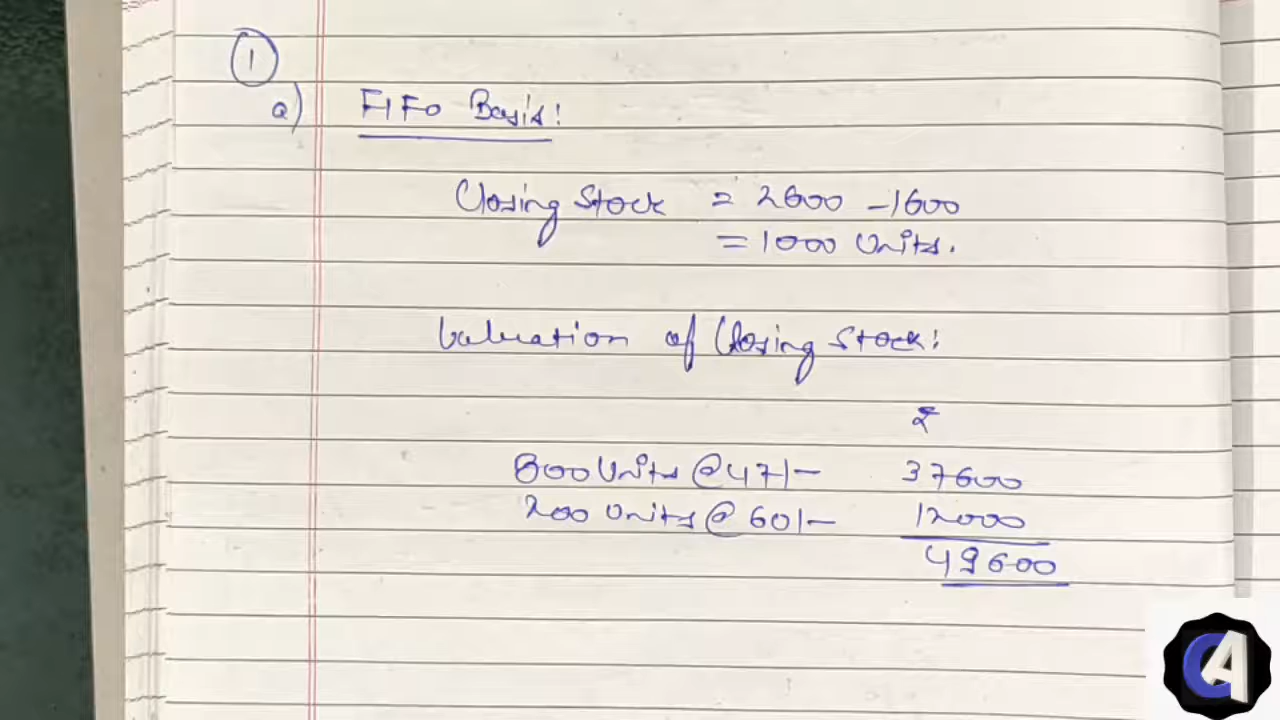 1
a) FIFO Basis:
Closing Stock = 2600 - 1600
= 1000 Units.
Valuation of Closing Stock:
₹
800 Units @ 47/- 37600
200 Units @ 60/- 12000
49600
CA